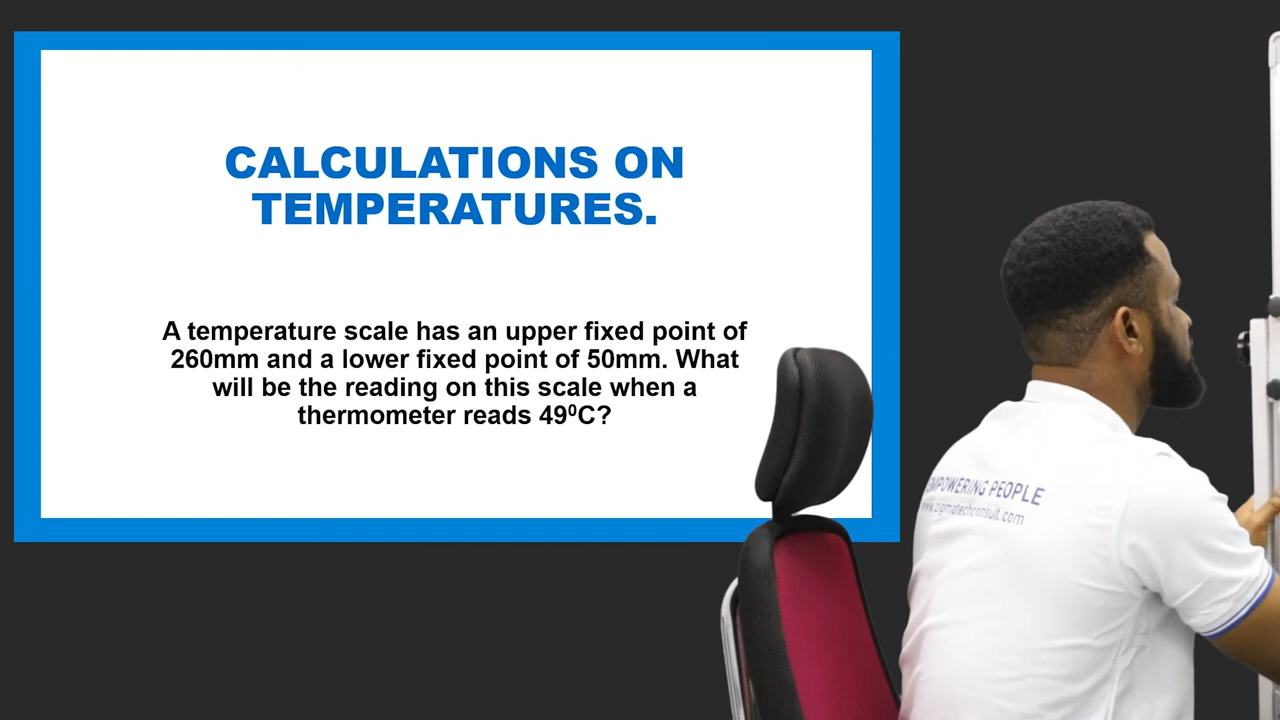 CALCULATIONS ON
TEMPERATURES.
A temperature scale has an upper fixed point of
260mm and a lower fixed point of 50mm. What
will be the reading on this scale when a
thermometer reads 49⁰C?
EMPOWERING PEOPLE
www.zigmatechconsult.com